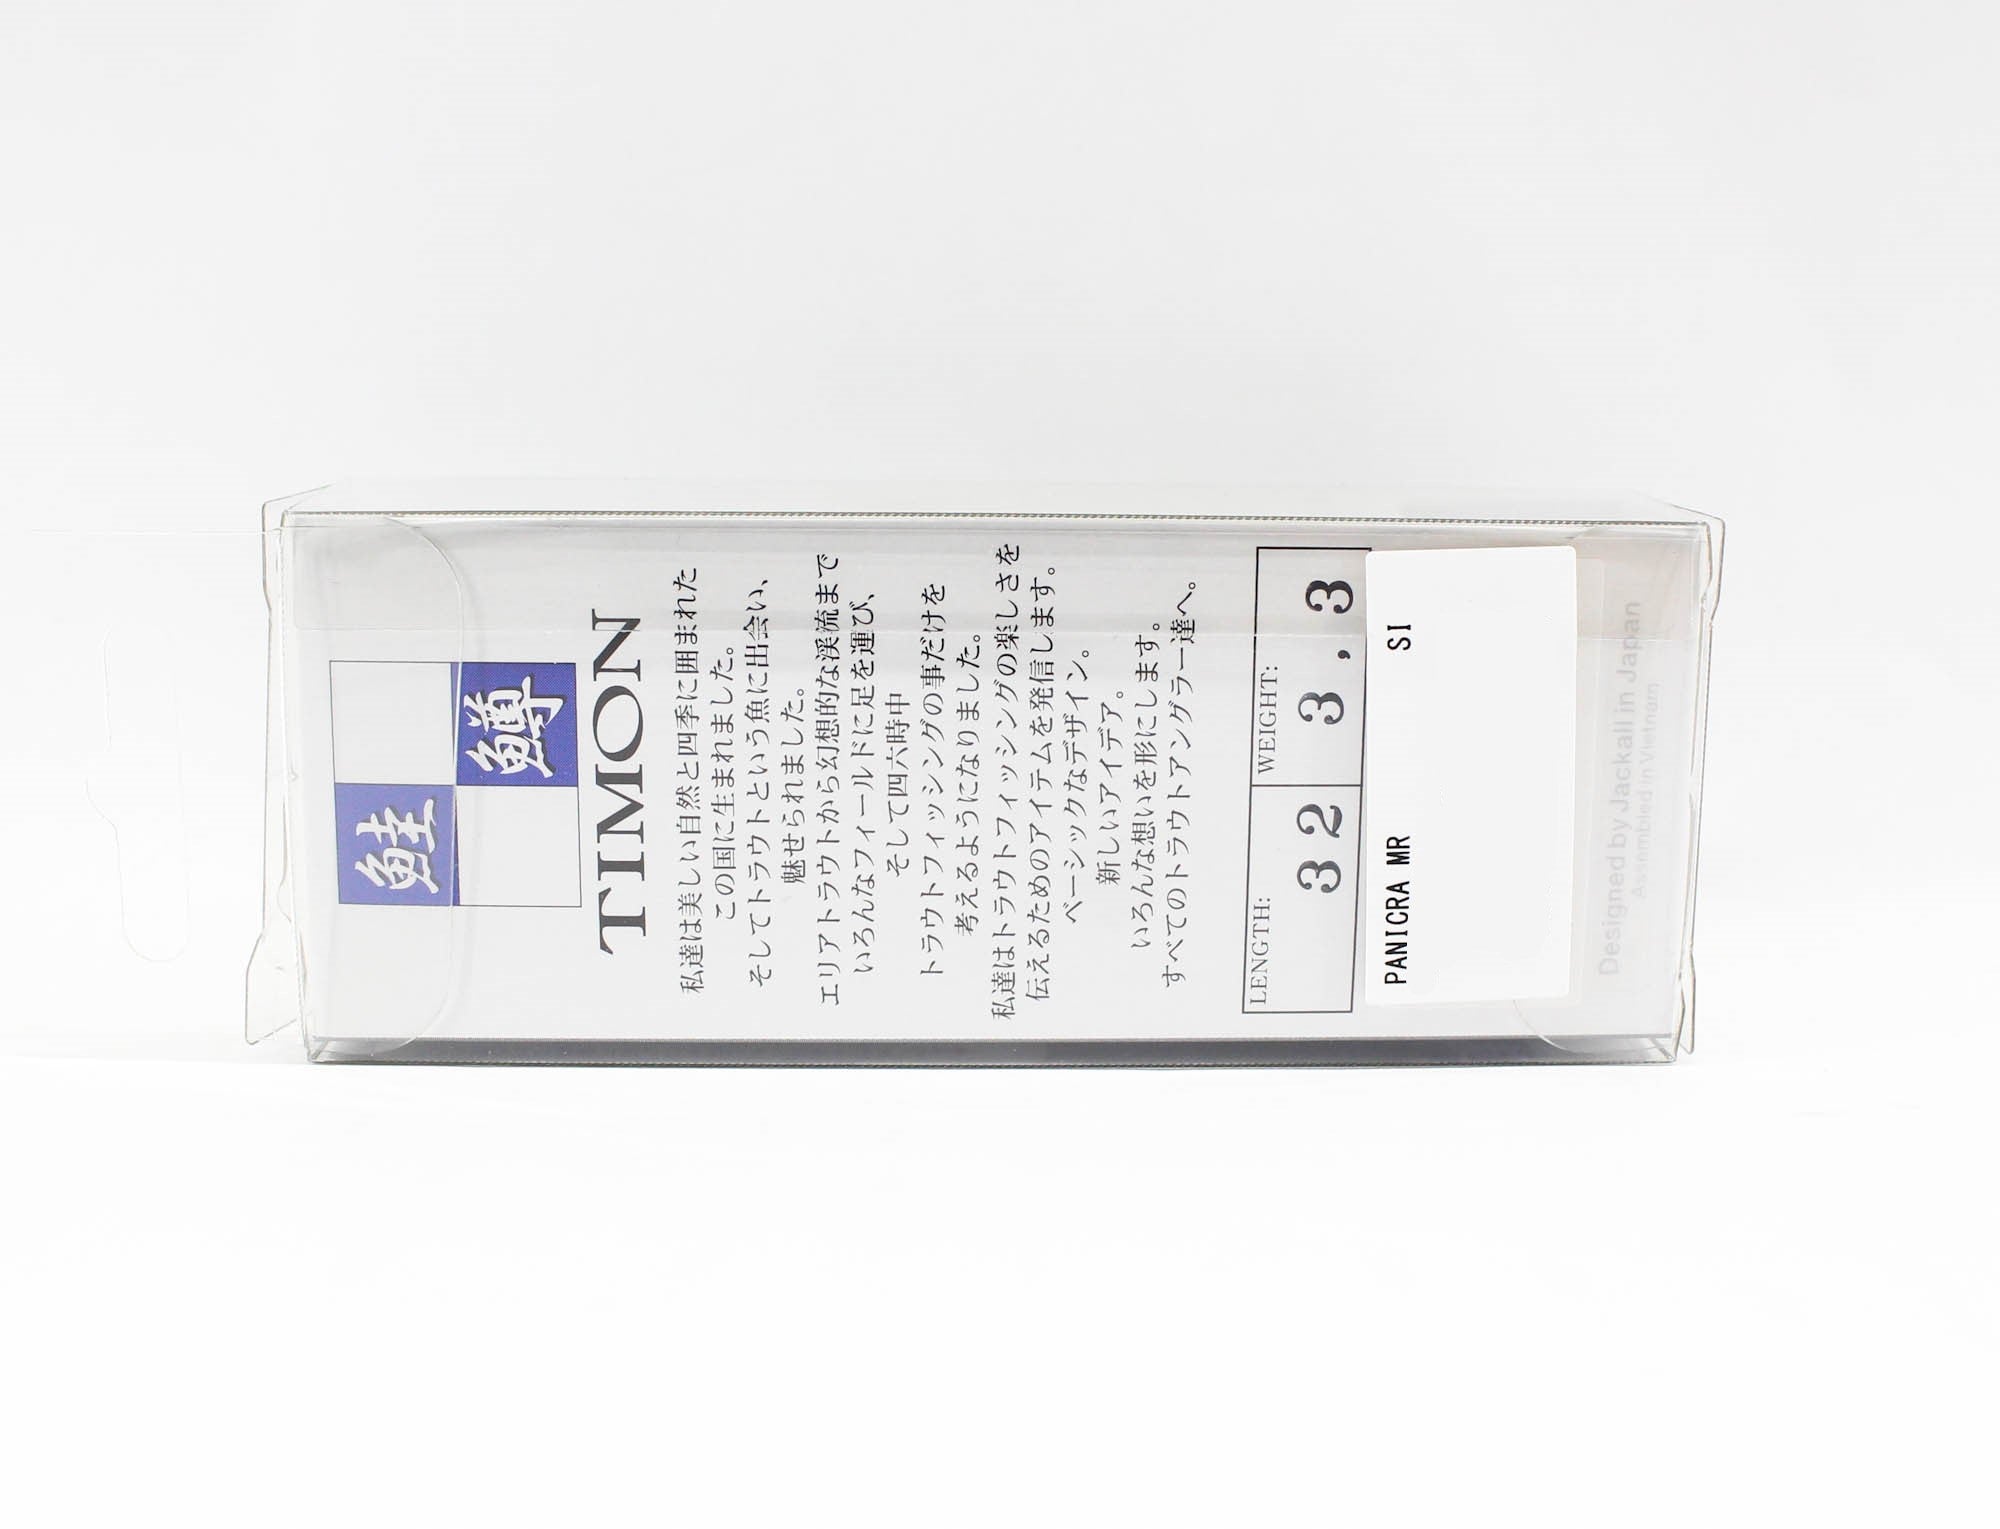 鮭
鱒
TIMON
私達は美しい自然と四季に囲まれた
この国に生まれました。
そしてトラウトという魚に出会い、
魅せられました。
エリアトラウトから幻想的な渓流まで
いろんなフィールドに足を運び、
そして四六時中
トラウトフィッシングの事だけを
考えるようになりました。
私達はトラウトフィッシングの楽しさを
伝えるためのアイテムを発信します。
ベーシックなデザイン。
新しいアイデア。
いろんな想いを形にします。
すべてのトラウトアングラー達へ。
LENGTH: WEIGHT:
32 3.3
PANICRA MR SI
Designed by Jackall in Japan
Assembled in Vietnam